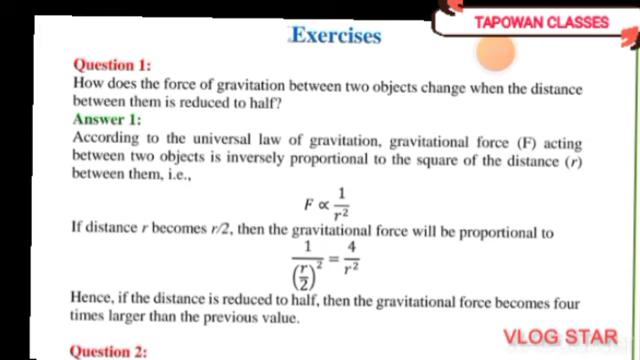 TAPOWAN CLASSES
Exercises
Question 1:
How does the force of gravitation between two objects change when the distance
between them is reduced to half?
Answer 1:
According to the universal law of gravitation, gravitational force (F) acting
between two objects is inversely proportional to the square of the distance (r)
between them, i.e.,
F ∝ 1/r²
If distance r becomes r/2, then the gravitational force will be proportional to
1/(r/2)² = 4/r²
Hence, if the distance is reduced to half, then the gravitational force becomes four
times larger than the previous value.
VLOG STAR
Question 2: